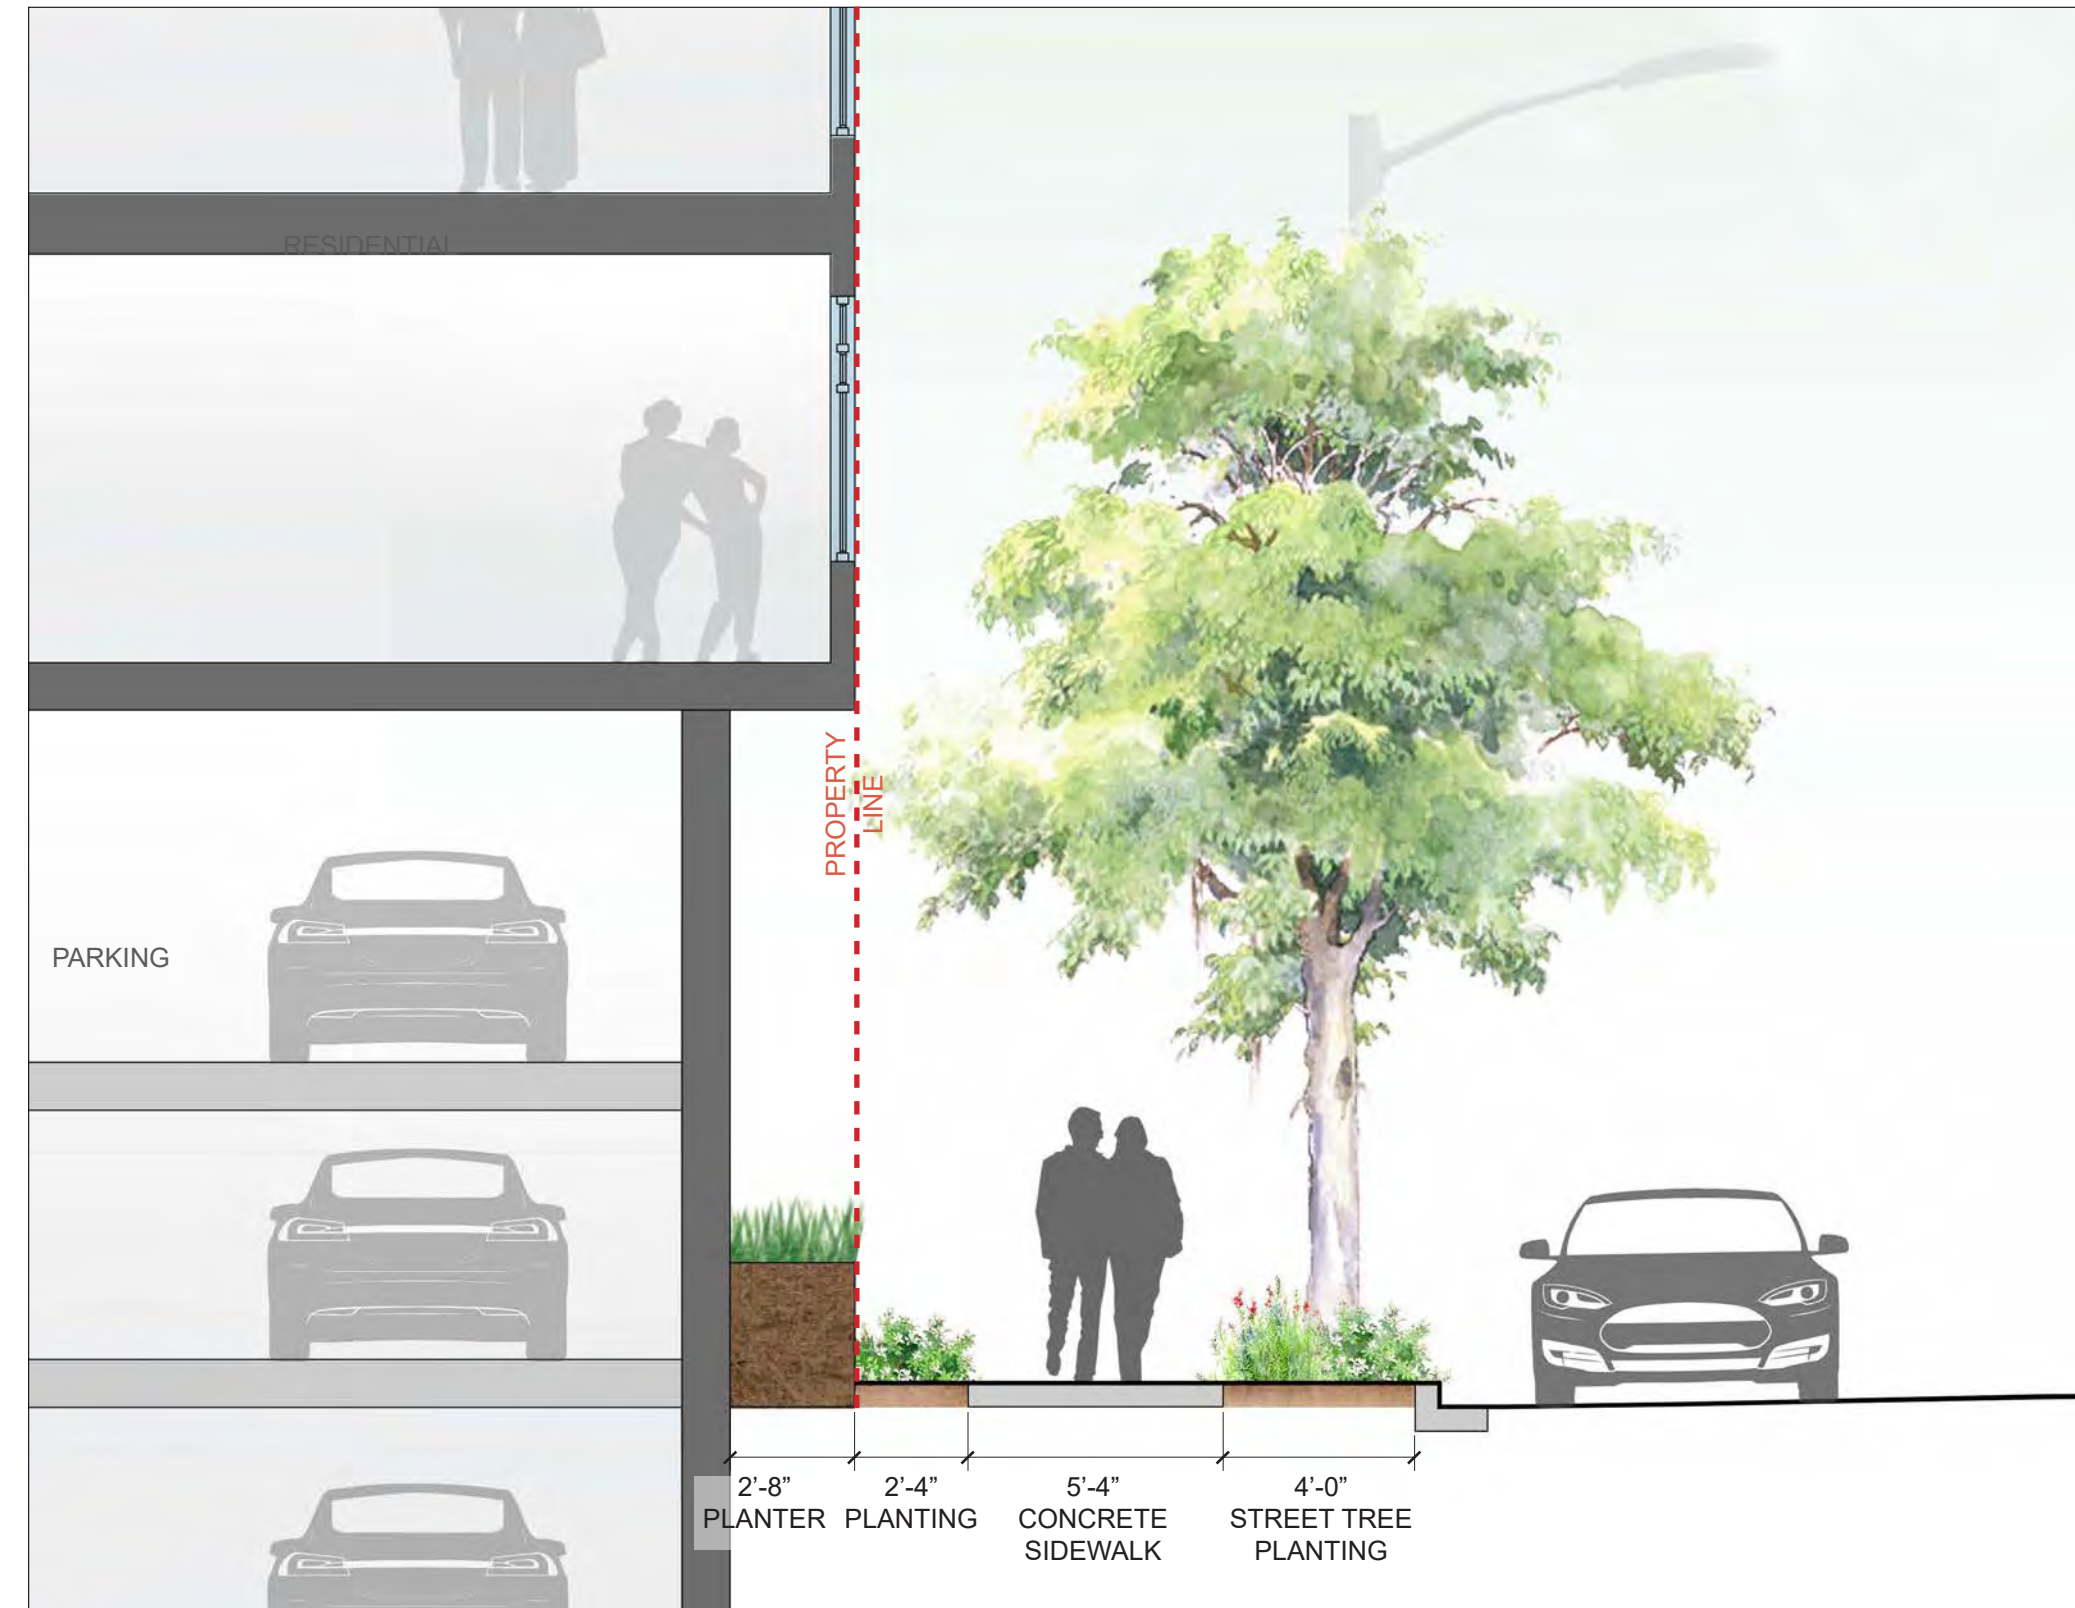 RESIDENTIAL
PROPERTY
LINE
PARKING
2’-8”
PLANTER
2’-4”
PLANTING
5’-4”
CONCRETE
SIDEWALK
4’-0”
STREET TREE
PLANTING